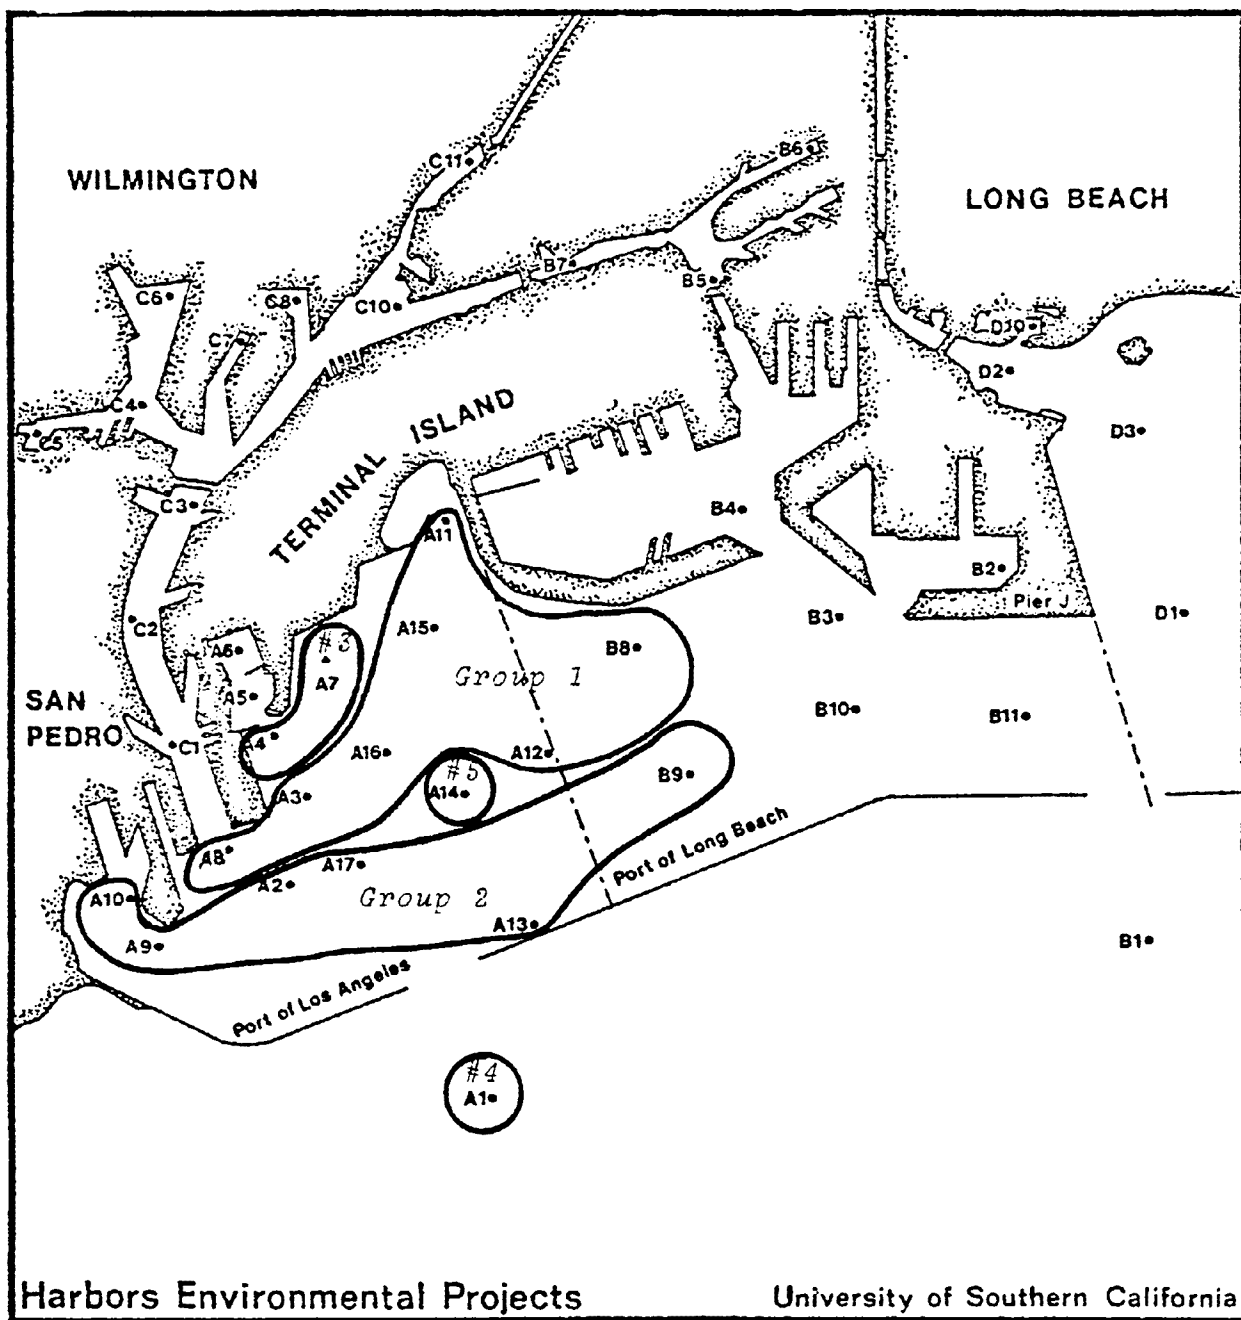 C11
B6
WILMINGTON
LONG BEACH
B7
B5
C6
C8
C10
D10
C7
D2
C4
ISLAND
C5
D3
TERMINAL
C3
B4
A11
B2
Pier J
C2
A15
B3
D1
A6
#3
B8
A7
Group 1
SAN
PEDRO
A5
B10
B11
C1
A4
A16
A12
#5
B9
A14
A3
Port of Long Beach
A8
A17
A2
A10
Group 2
A13
A9
B1
Port of Los Angeles
#4
A1
Harbors Environmental Projects
University of Southern California